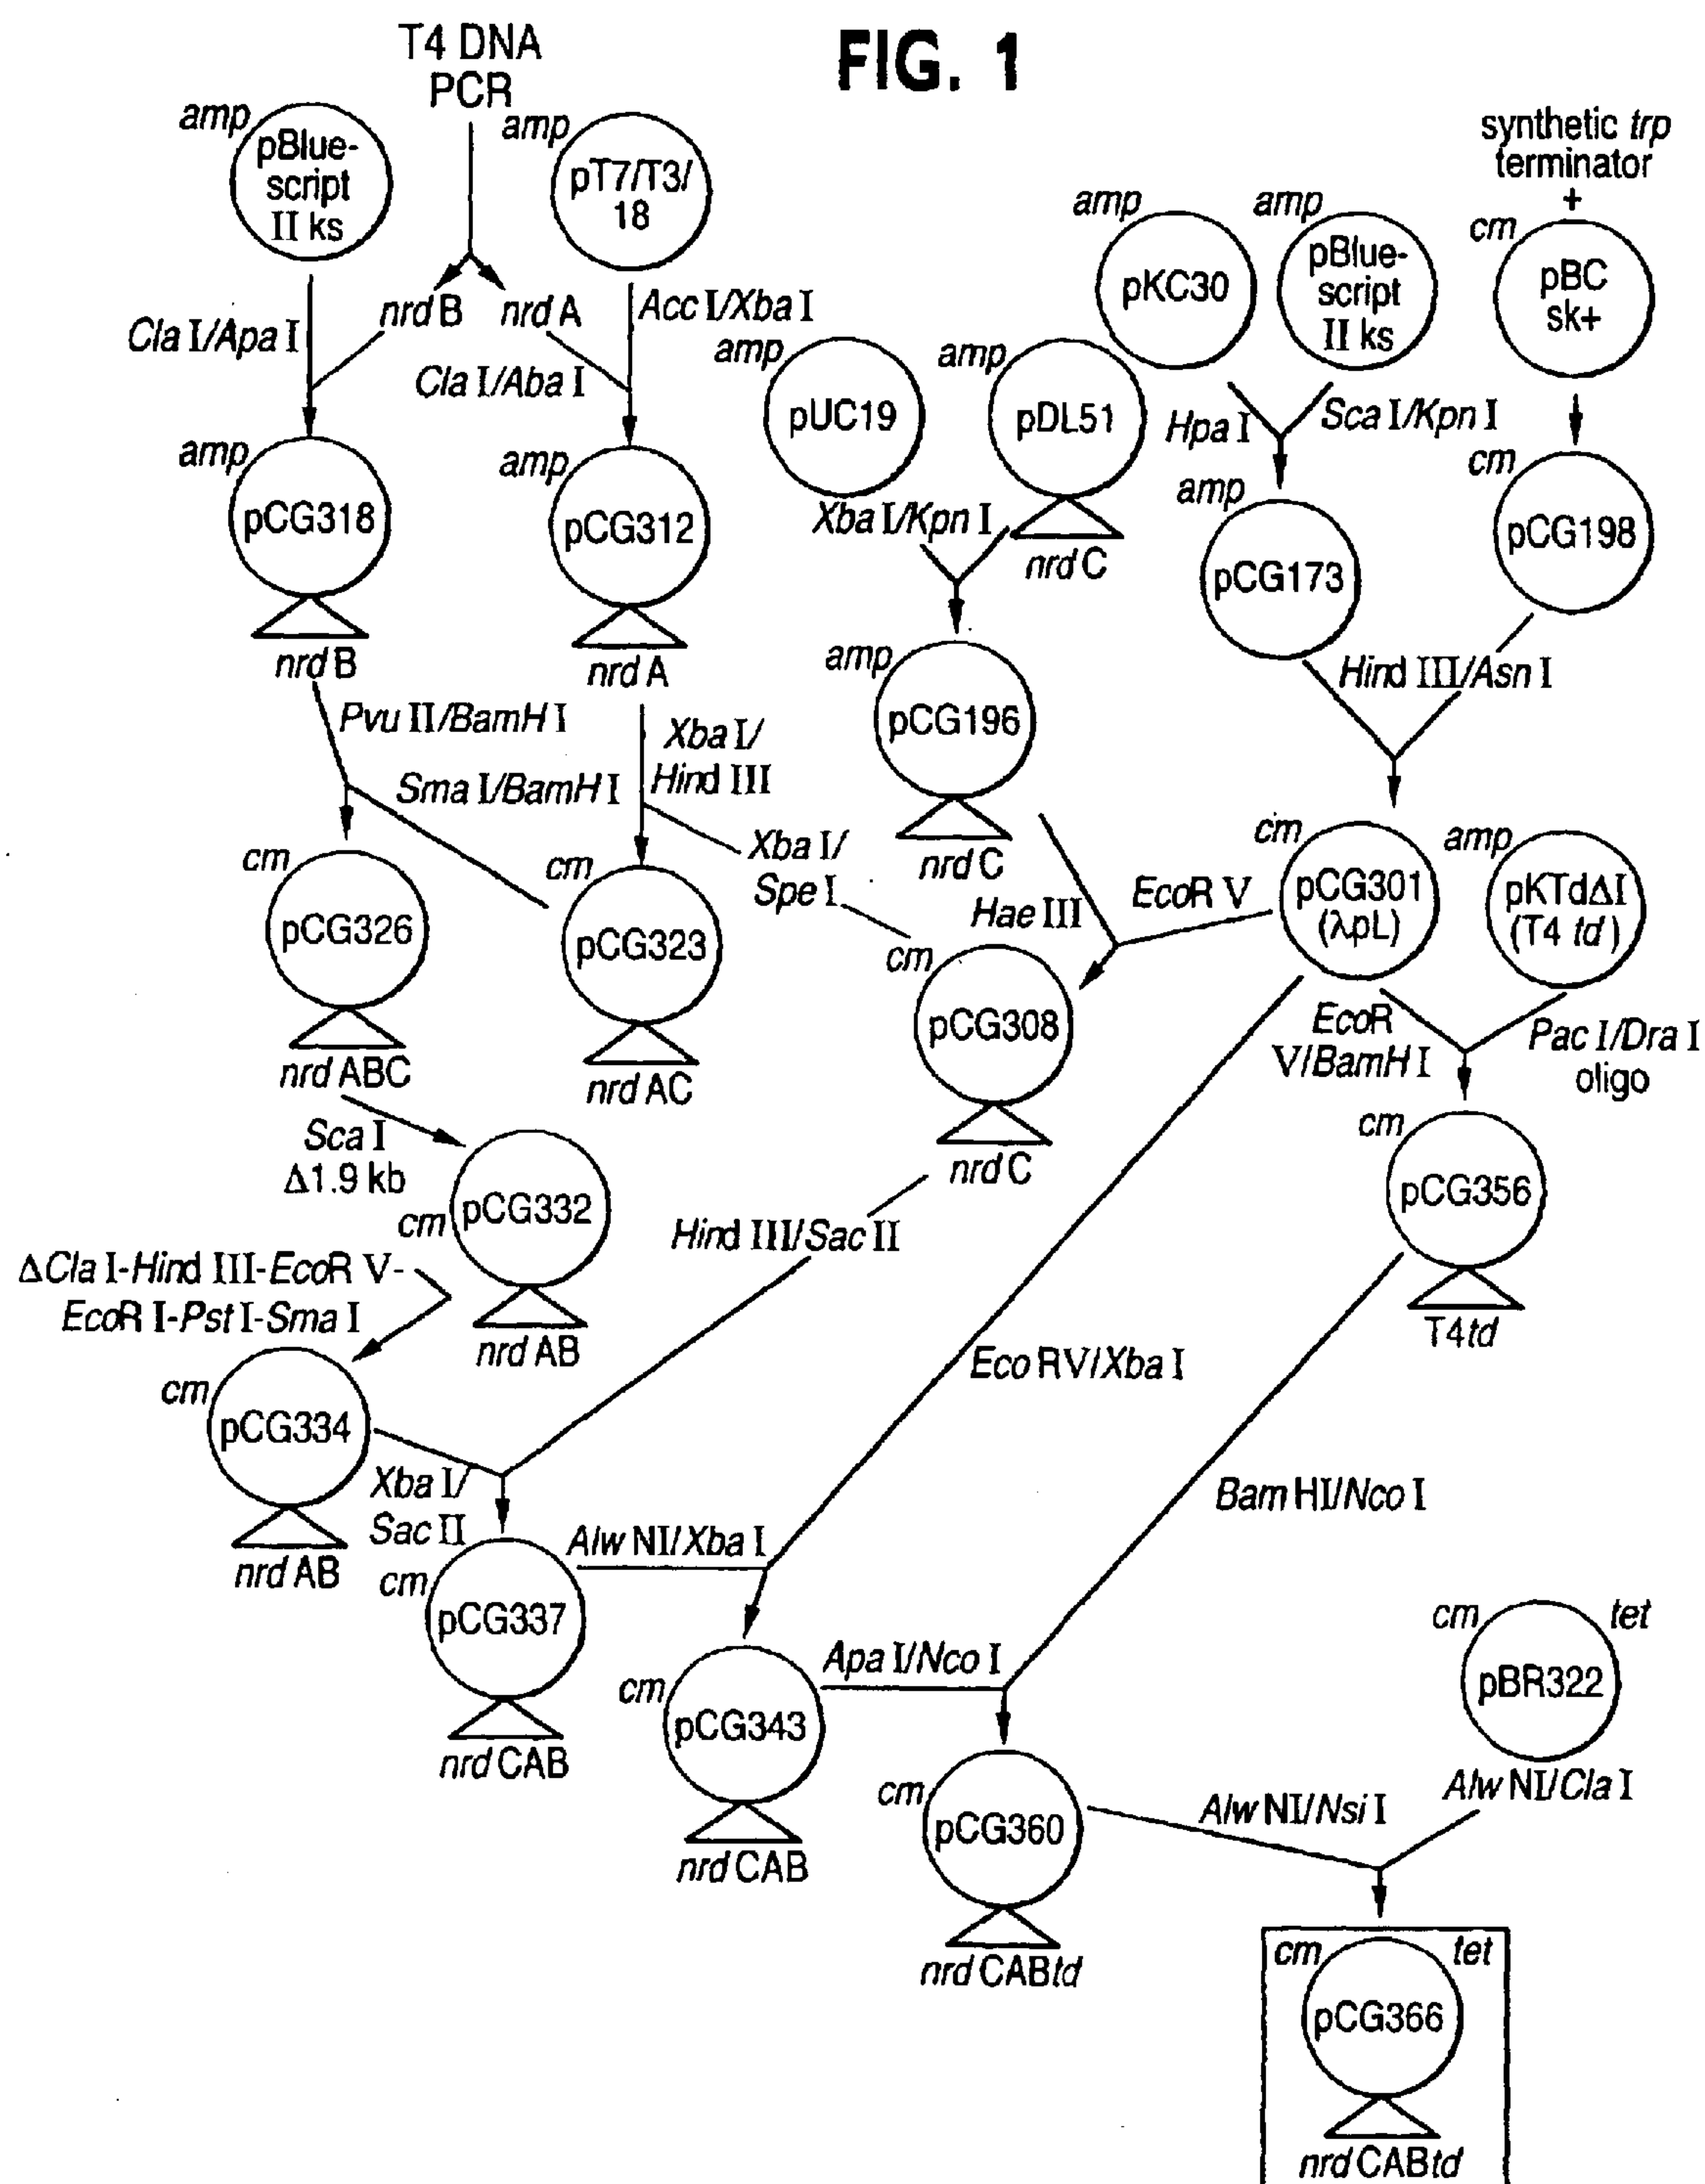 FIG. 1
T4 DNA
PCR
amp
pBlue-
script
II ks
amp
pT7/T3/
18
nrd B
nrd A
Cla I/Apa I
Acc I/Xba I
Cla I/Aba I
amp
pCG318
nrd B
amp
pCG312
nrd A
amp
pUC19
amp
pDL51
nrd C
Xba I/Kpn I
amp
pKC30
amp
pBlue-
script
II ks
synthetic trp
terminator
+
cm
pBC
sk+
Hpa I
Sca I/Kpn I
amp
pCG173
cm
pCG198
Hind III/Asn I
amp
pCG196
nrd C
Pvu II/BamH I
Sma I/BamH I
Xba I/
Hind III
Xba I/
Spe I
Hae III
EcoR V
cm
pCG301
(λpL)
amp
pKTdΔI
(T4 td)
cm
pCG326
nrd ABC
cm
pCG323
nrd AC
cm
pCG308
nrd C
EcoR
V/BamH I
Pac I/Dra I
oligo
cm
pCG356
T4td
Sca I
Δ1.9 kb
cm
pCG332
nrd AB
Hind III/Sac II
ΔCla I-Hind III-EcoR V-
EcoR I-Pst I-Sma I
cm
pCG334
nrd AB
Eco RV/Xba I
Xba I/
Sac II
cm
pCG337
nrd CAB
Alw NI/Xba I
Bam HI/Nco I
cm
pCG343
nrd CAB
Apa I/Nco I
cm
tet
pBR322
Alw NI/Cla I
cm
pCG360
nrd CABtd
Alw NI/Nsi I
cm
tet
pCG366
nrd CABtd